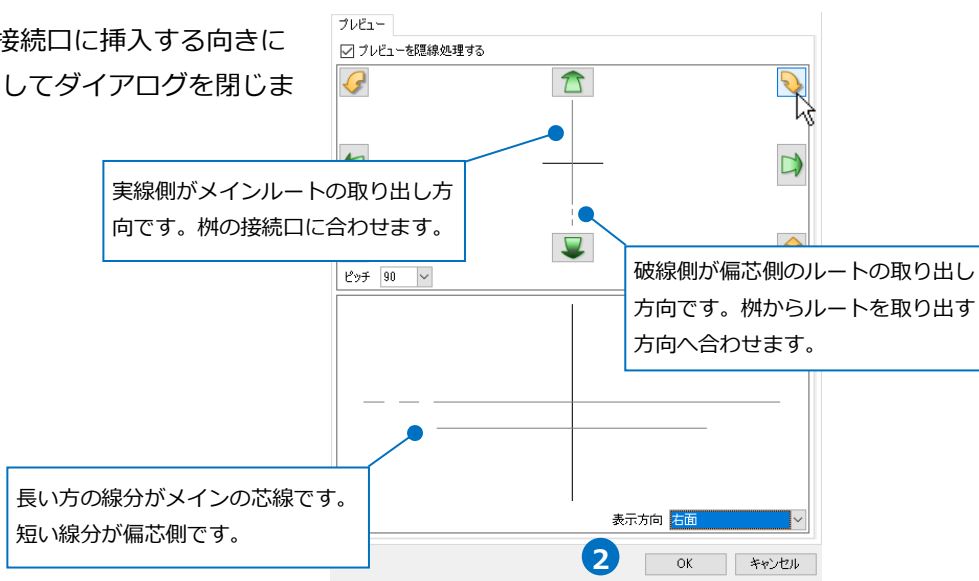 接続口に挿入する向きに
してダイアログを閉じま
プレビュー
プレビューを隠線処理する
実線側がメインルートの取り出し方
向です。桝の接続口に合わせます。
ピッチ 90
破線側が偏芯側のルートの取り出し
方向です。桝からルートを取り出す
方向へ合わせます。
長い方の線分がメインの芯線です。
短い線分が偏芯側です。
表示方向 右面
2
OK キャンセル